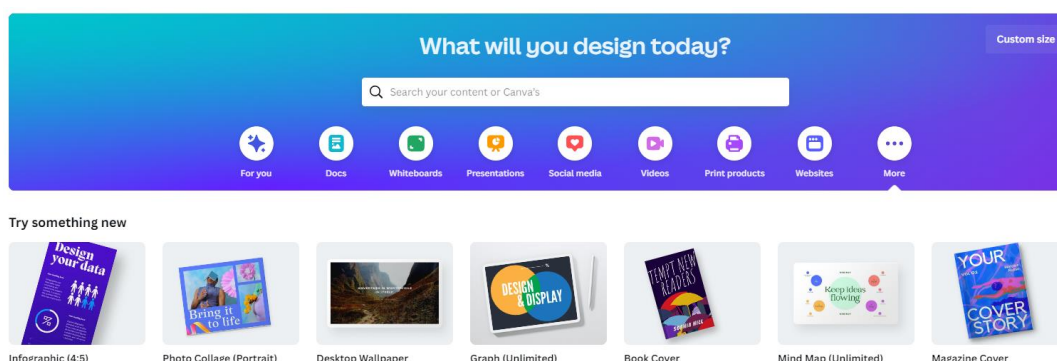 What will you design today?
Custom size
Search your content or Canva's
For you
Docs
Whiteboards
Presentations
Social media
Videos
Print products
Websites
More
Try something new
Design
your data
Bring it
to life
DESIGN
& DISPLAY
TEMPT NEW
READERS
Keep ideas
flowing
YOUR
COVER
STORY
Infographic (4:5)
Photo Collage (Portrait)
Desktop Wallpaper
Graph (Unlimited)
Book Cover
Mind Map (Unlimited)
Magazine Cover